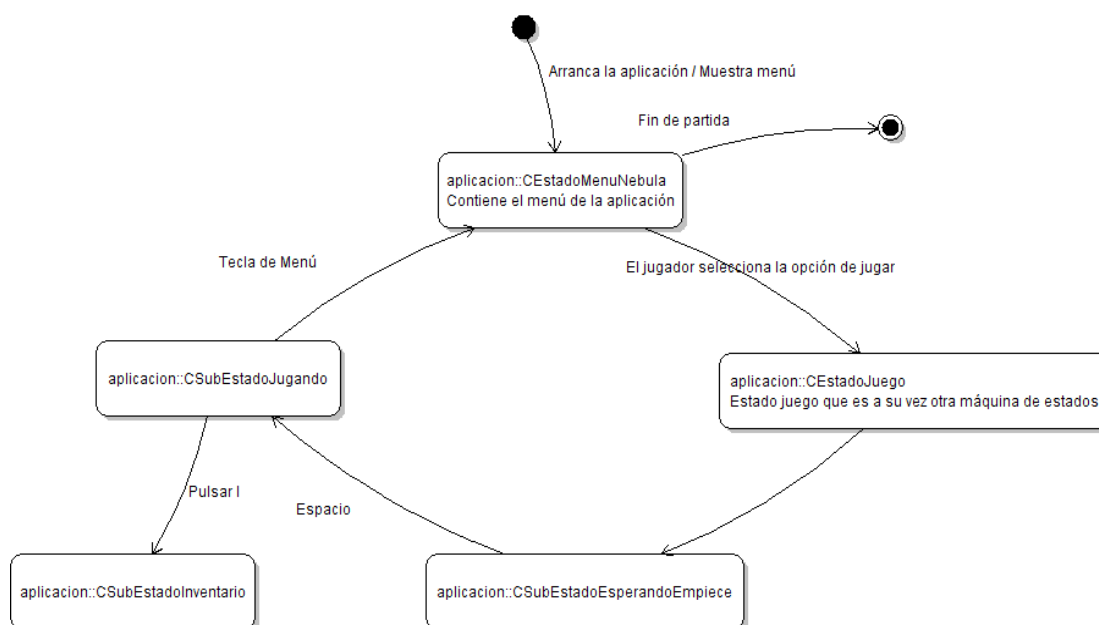 Arranca la aplicación / Muestra menú
Fin de partida
aplicacion::CEstadoMenuNebula
Contiene el menú de la aplicación
Tecla de Menú
El jugador selecciona la opción de jugar
aplicacion::CSubEstadoJugando
aplicacion::CEstadoJuego
Estado juego que es a su vez otra máquina de estados
Pulsar I
Espacio
aplicacion::CSubEstadoInventario
aplicacion::CSubEstadoEsperandoEmpiece